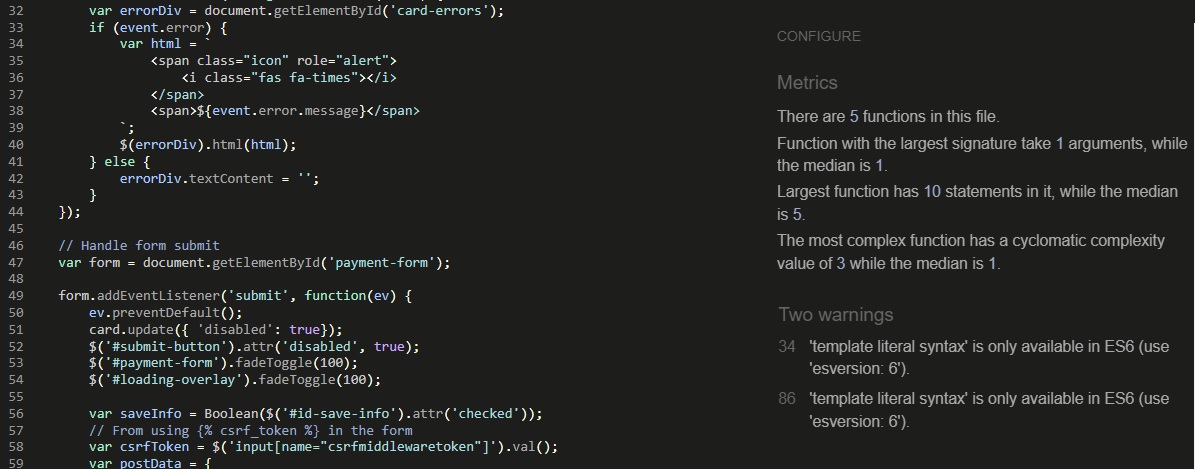 32 var errorDiv = document.getElementById('card-errors');
33 if (event.error) {
34 var html = `
35 <span class="icon" role="alert">
36 <i class="fas fa-times"></i>
37 </span>
38 <span>${event.error.message}</span>
39 `;
40 $(errorDiv).html(html);
41 } else {
42 errorDiv.textContent = '';
43 }
44 });
45
46 // Handle form submit
47 var form = document.getElementById('payment-form');
48
49 form.addEventListener('submit', function(ev) {
50 ev.preventDefault();
51 card.update({ 'disabled': true});
52 $('#submit-button').attr('disabled', true);
53 $('#payment-form').fadeToggle(100);
54 $('#loading-overlay').fadeToggle(100);
55
56 var saveInfo = Boolean($('#id-save-info').attr('checked'));
57 // From using {% csrf_token %} in the form
58 var csrfToken = $('input[name="csrfmiddlewaretoken"]').val();
59 var postData = {
CONFIGURE
Metrics
There are 5 functions in this file.
Function with the largest signature take 1 arguments, while
the median is 1.
Largest function has 10 statements in it, while the median
is 5.
The most complex function has a cyclomatic complexity
value of 3 while the median is 1.
Two warnings
34 'template literal syntax' is only available in ES6 (use
'esversion: 6').
86 'template literal syntax' is only available in ES6 (use
'esversion: 6').